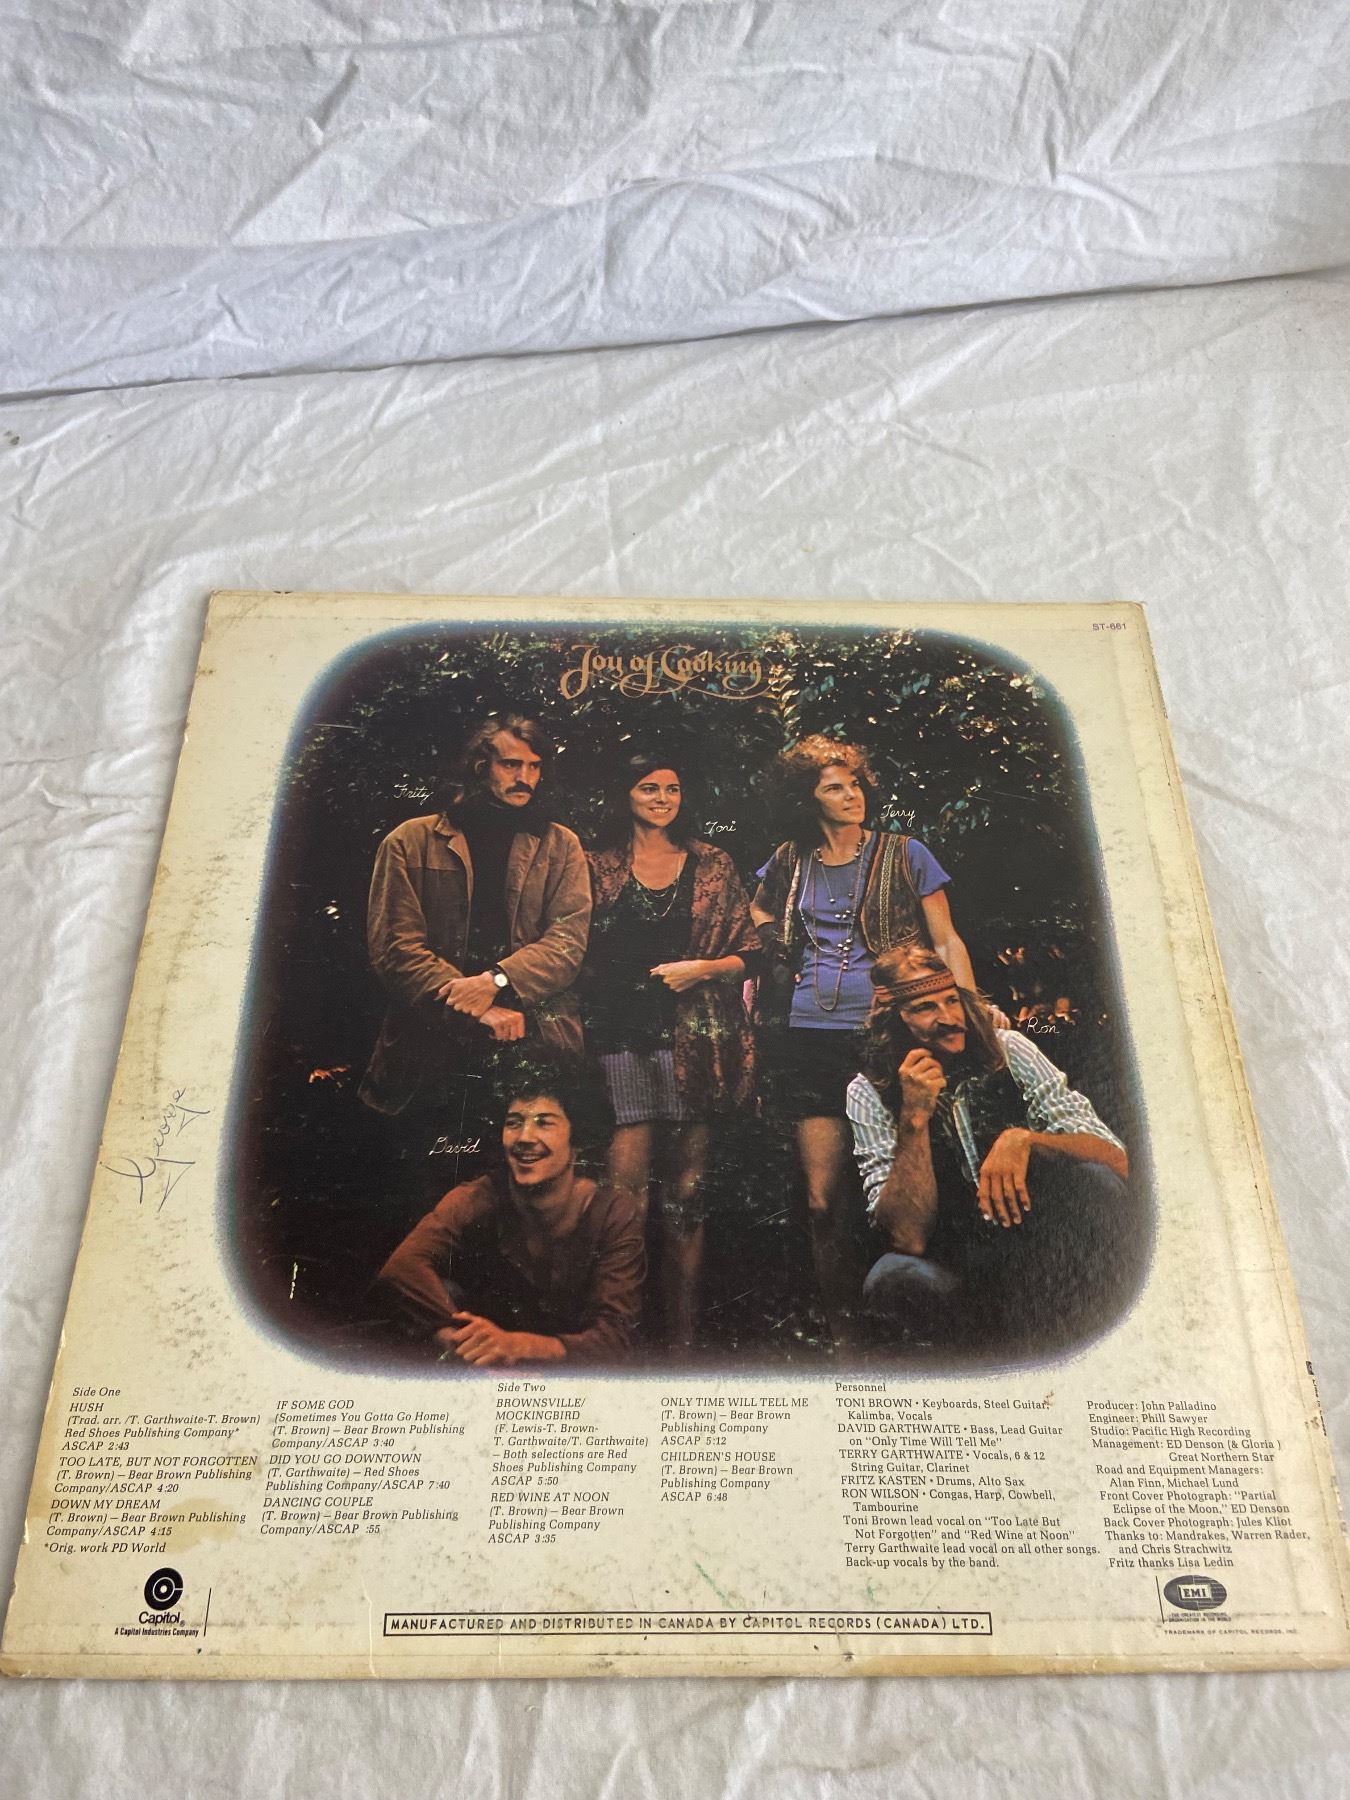 ST-661
Joy of Cooking
Fritz
Toni
Terry
Ron
David
George
Side One
HUSH
(Trad. arr. /T. Garthwaite-T. Brown)
Red Shoes Publishing Company*
ASCAP 2:43
TOO LATE, BUT NOT FORGOTTEN
(T. Brown) – Bear Brown Publishing
Company/ASCAP 4:20
DOWN MY DREAM
(T. Brown) – Bear Brown Publishing
Company/ASCAP 4:15
*Orig. work PD World
IF SOME GOD
(Sometimes You Gotta Go Home)
(T. Brown) – Bear Brown Publishing
Company/ASCAP 3:40
DID YOU GO DOWNTOWN
(T. Garthwaite) – Red Shoes
Publishing Company/ASCAP 7:40
DANCING COUPLE
(T. Brown) – Bear Brown Publishing
Company/ASCAP :55
Side Two
BROWNSVILLE/
MOCKINGBIRD
(F. Lewis-T. Brown-
T. Garthwaite/T. Garthwaite)
– Both selections are Red
Shoes Publishing Company
ASCAP 5:50
RED WINE AT NOON
(T. Brown) – Bear Brown
Publishing Company
ASCAP 3:35
ONLY TIME WILL TELL ME
(T. Brown) – Bear Brown
Publishing Company
ASCAP 5:12
CHILDREN'S HOUSE
(T. Brown) – Bear Brown
Publishing Company
ASCAP 6:48
Personnel
TONI BROWN • Keyboards, Steel Guitar,
Kalimba, Vocals
DAVID GARTHWAITE • Bass, Lead Guitar
on "Only Time Will Tell Me"
TERRY GARTHWAITE • Vocals, 6 & 12
String Guitar, Clarinet
FRITZ KASTEN • Drums, Alto Sax
RON WILSON • Congas, Harp, Cowbell,
Tambourine
Toni Brown lead vocal on "Too Late But
Not Forgotten" and "Red Wine at Noon"
Terry Garthwaite lead vocal on all other songs.
Back-up vocals by the band.
Producer: John Palladino
Engineer: Phill Sawyer
Studio: Pacific High Recording
Management: ED Denson (& Gloria )
Great Northern Star
Road and Equipment Managers:
Alan Finn, Michael Lund
Front Cover Photograph: "Partial
Eclipse of the Moon," ED Denson
Back Cover Photograph: Jules Kliot
Thanks to: Mandrakes, Warren Rader,
and Chris Strachwitz
Fritz thanks Lisa Ledin
Capitol®
A Capitol Industries Company
MANUFACTURED AND DISTRIBUTED IN CANADA BY CAPITOL RECORDS (CANADA) LTD.
EMI
THE GREATEST RECORDING
ORGANISATION IN THE WORLD
TRADEMARK OF CAPITOL RECORDS, INC.